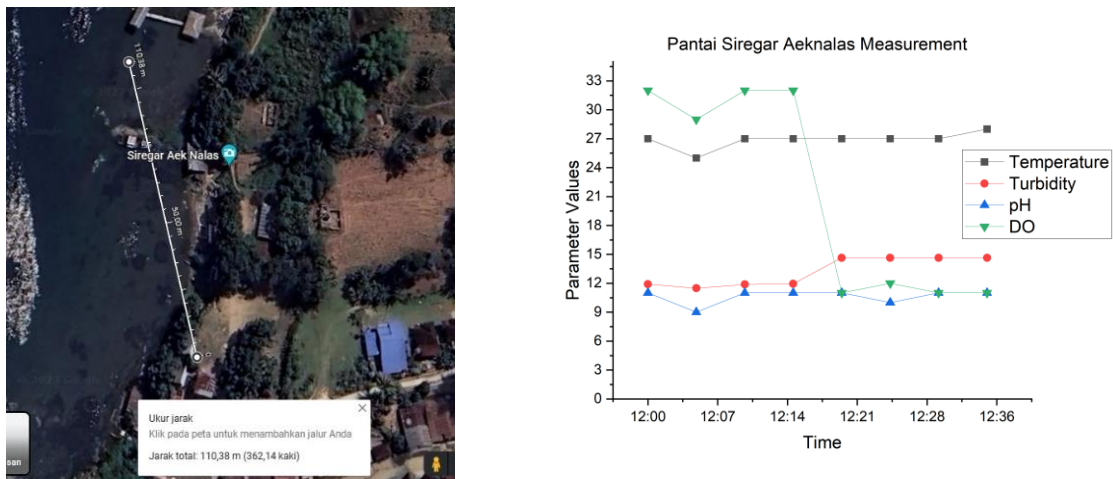 110,38 m
Siregar Aek Nalas
50,00 m
Ukur jarak
Klik pada peta untuk menambahkan jalur Anda
Jarak total: 110,38 m (362,14 kaki)
Pantai Siregar Aeknalas Measurement
Parameter Values
33
30
27
24
21
18
15
12
9
6
3
0
12:00
12:07
12:14
12:21
12:28
12:36
Time
Temperature
Turbidity
pH
DO